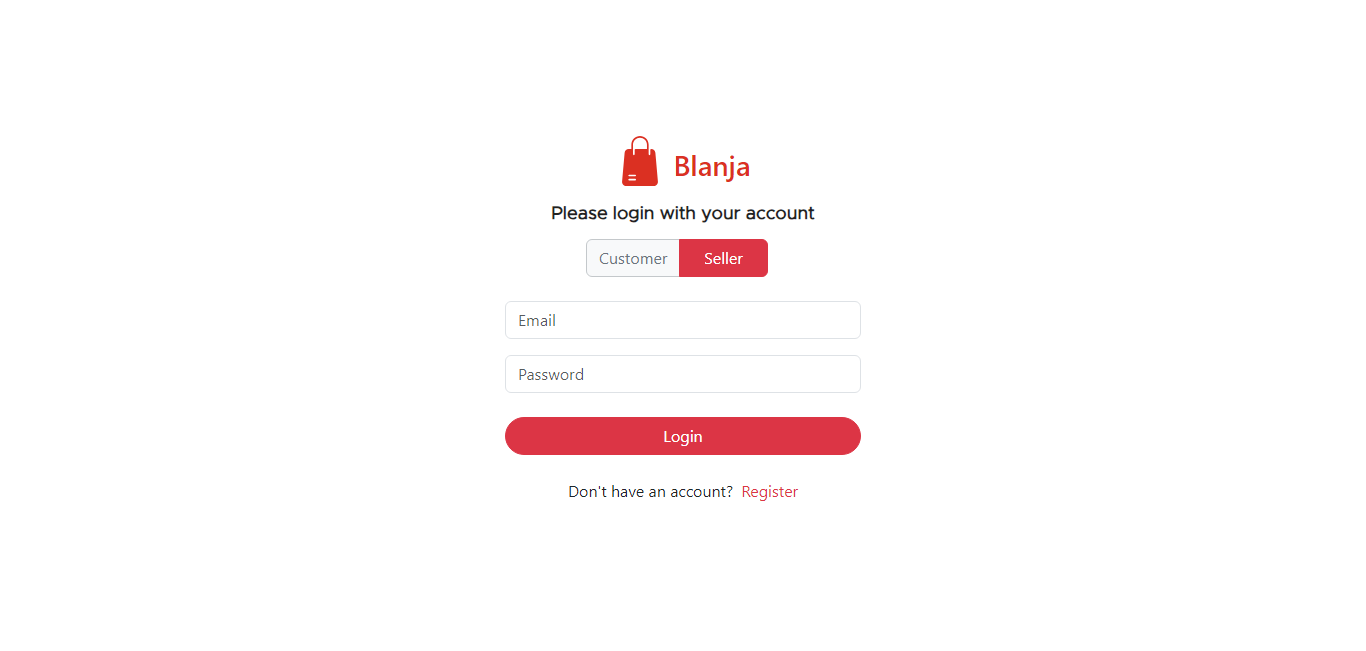 Blanja
Please login with your account
Customer Seller
Email
Password
Login
Don't have an account? Register